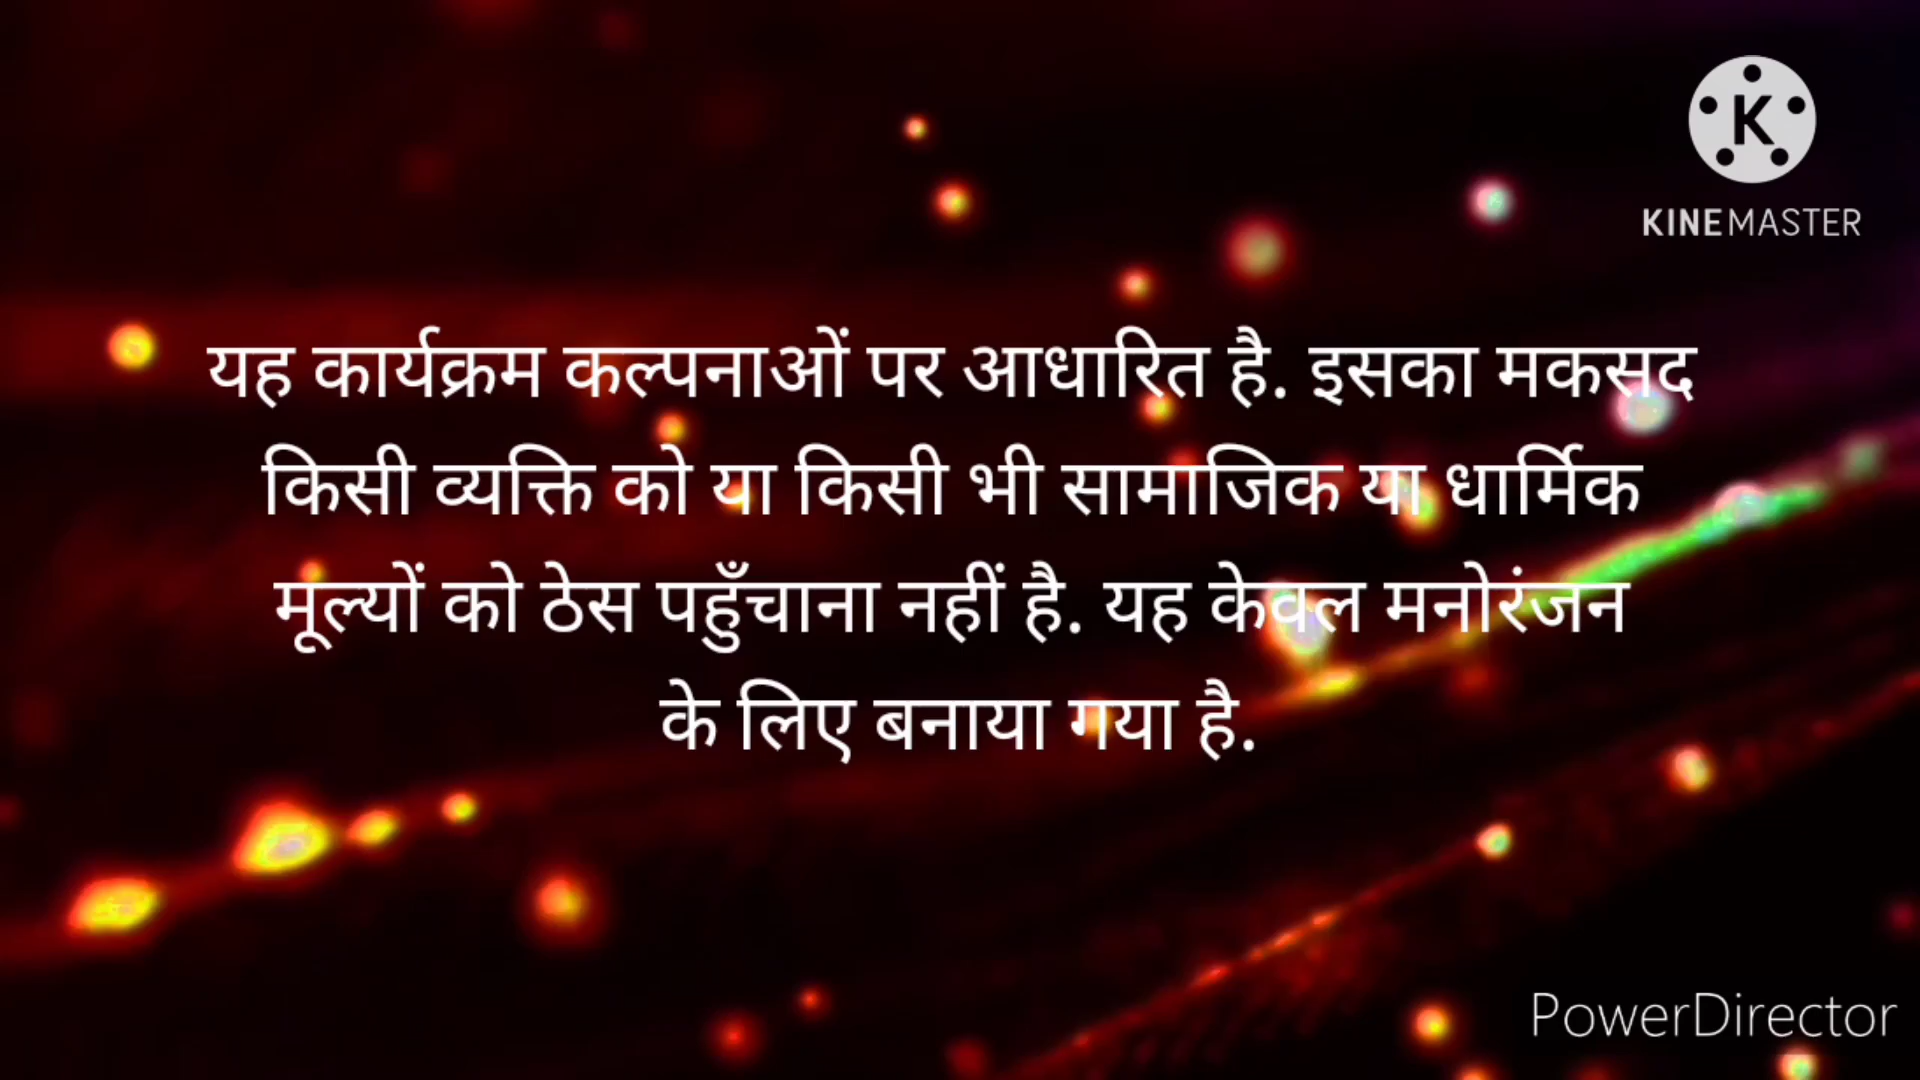 KINEMASTER
यह कार्यक्रम कल्पनाओं पर आधारित है. इसका मकसद
किसी व्यक्ति को या किसी भी सामाजिक या धार्मिक
मूल्यों को ठेस पहुँचाना नहीं है. यह केवल मनोरंजन
के लिए बनाया गया है.
PowerDirector